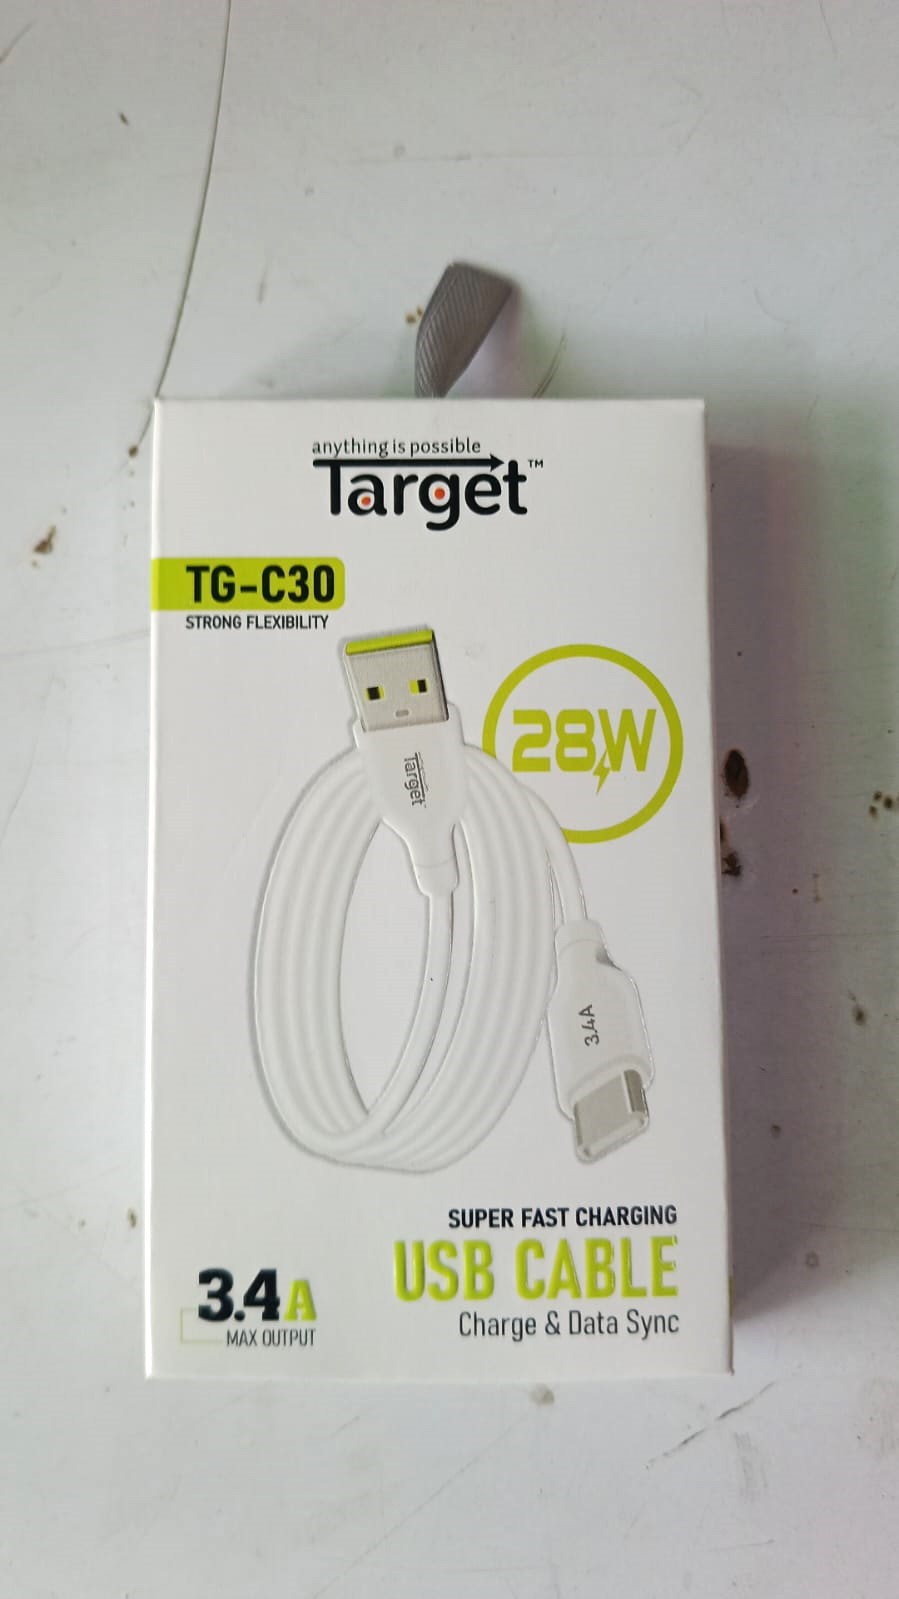 anything is possible
Target™
TG-C30
STRONG FLEXIBILITY
28W
Target
3.4A
SUPER FAST CHARGING
USB CABLE
Charge & Data Sync
3.4A
MAX OUTPUT